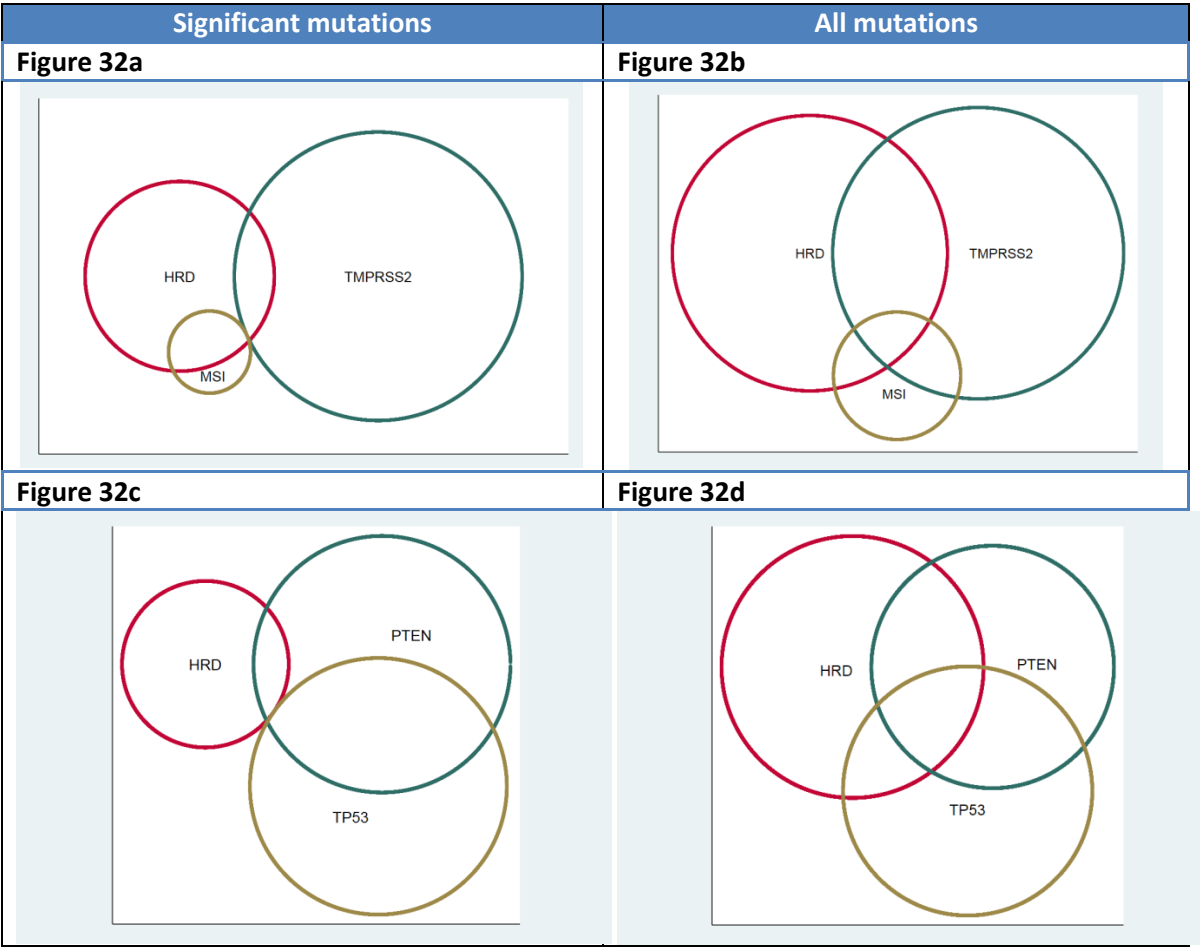 Significant mutations
All mutations
Figure 32a
Figure 32b
HRD
TMPRSS2
MSI
HRD
TMPRSS2
MSI
Figure 32c
Figure 32d
PTEN
HRD
TP53
HRD
PTEN
TP53